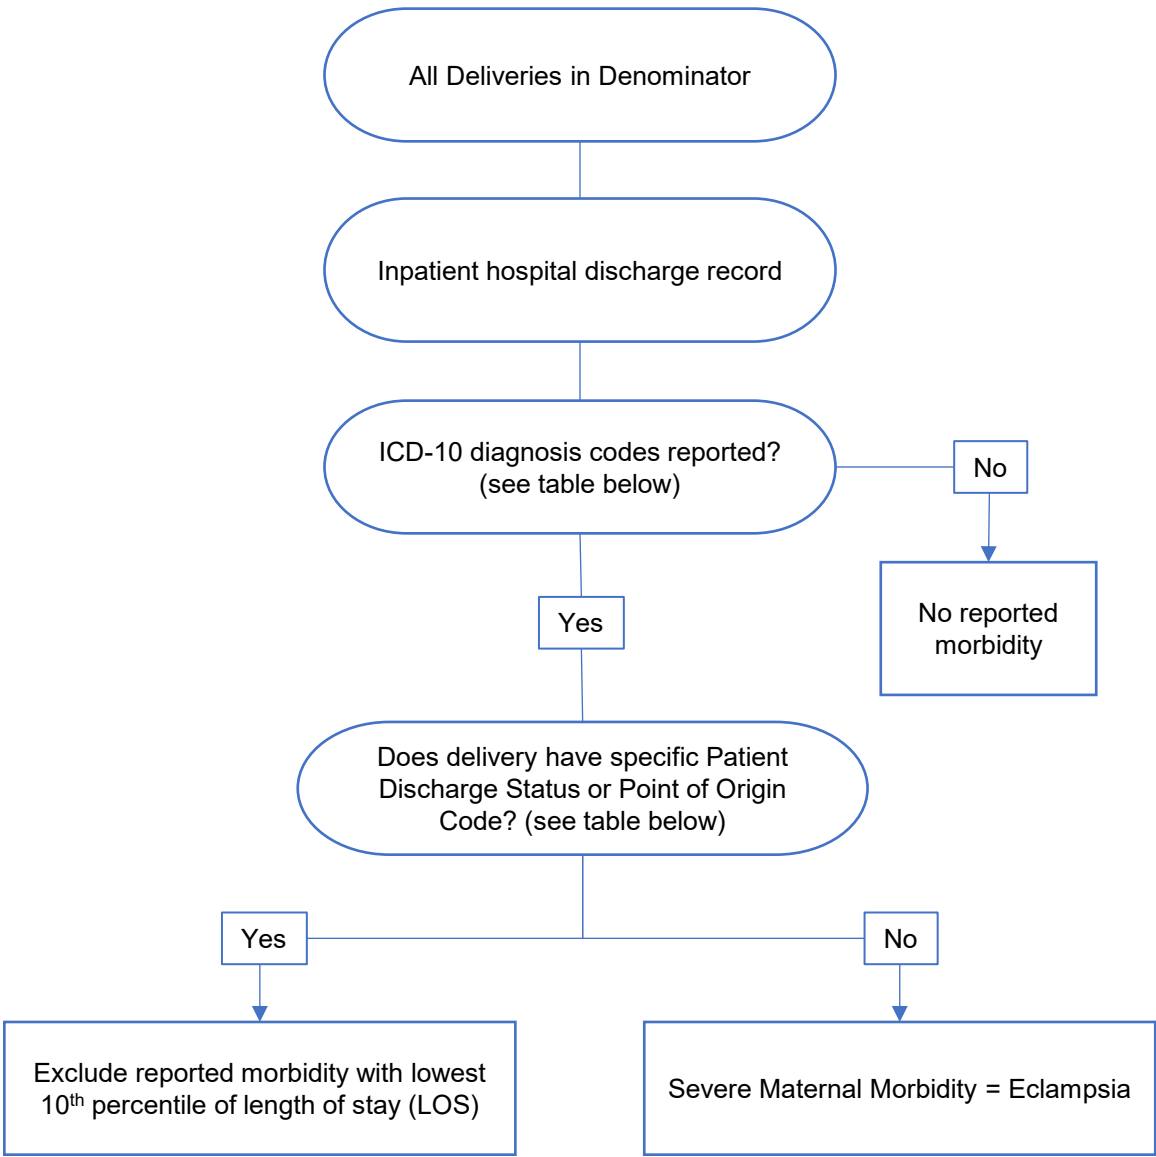 All Deliveries in Denominator
Inpatient hospital discharge record
ICD-10 diagnosis codes reported?
(see table below)
No
No reported
morbidity
Yes
Does delivery have specific Patient
Discharge Status or Point of Origin
Code? (see table below)
Yes
No
Exclude reported morbidity with lowest
10th percentile of length of stay (LOS)
Severe Maternal Morbidity = Eclampsia